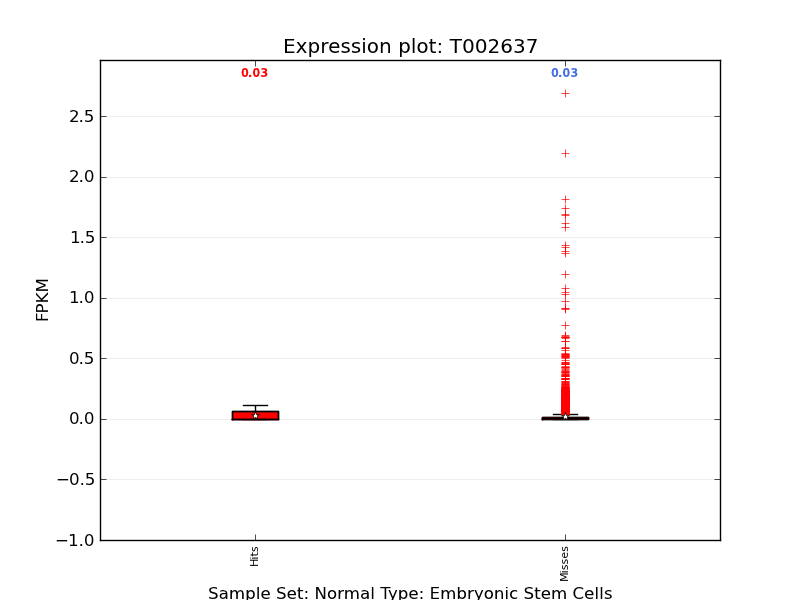 Expression plot: T002637
0.03
0.03
FPKM
2.5
2.0
1.5
1.0
0.5
0.0
−0.5
−1.0
Hits
Misses
Sample Set: Normal Type: Embryonic Stem Cells